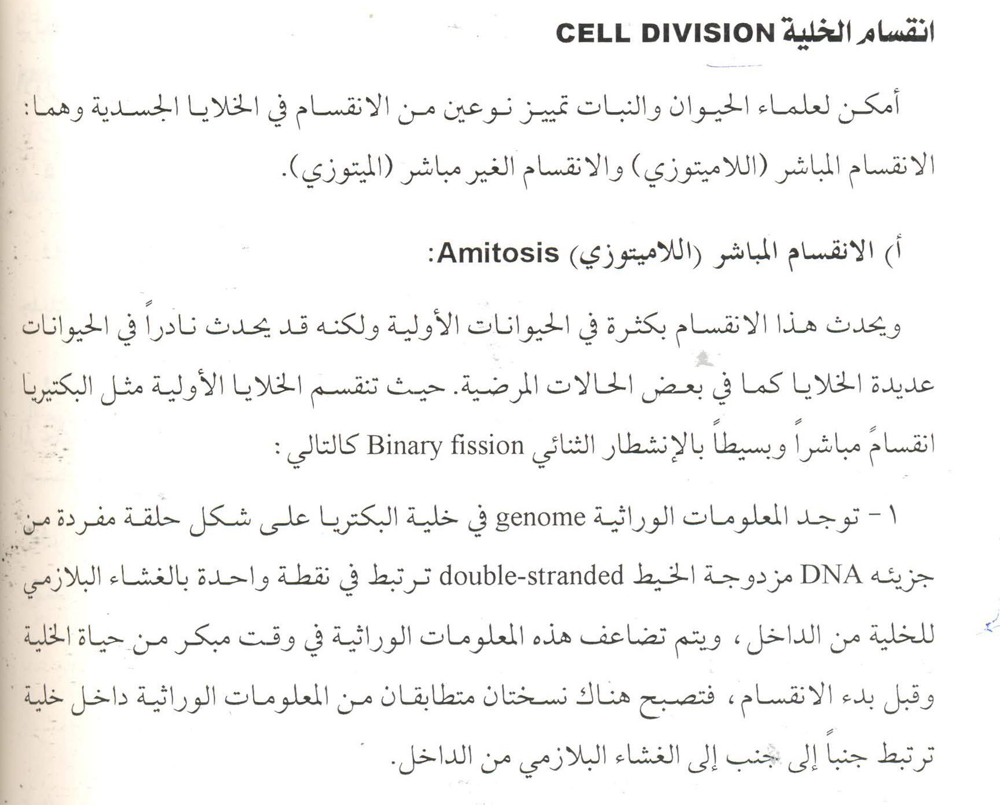 انقسام الخلية CELL DIVISION
أمكن لعلماء الحيوان والنبات تمييز نوعين من الانقسام في الخلايا الجسدية وهما:
الانقسام المباشر (اللاميتوزي) والانقسام الغير مباشر (الميتوزي).
أ) الانقسام المباشر (اللاميتوزي) Amitosis:
ويحدث هذا الانقسام بكثرة في الحيوانات الأولية ولكنه قد يحدث نادراً في الحيوانات
عديدة الخلايا كما في بعض الحالات المرضية. حيث تنقسم الخلايا الأولية مثل البكتيريا
انقسامً مباشراً وبسيطاً بالإنشطار الثنائي Binary fission كالتالي :
١- توجد المعلومات الوراثية genome في خلية البكتريا على شكل حلقة مفردة من
جزيئه DNA مزدوجة الخيط double-stranded ترتبط في نقطة واحدة بالغشاء البلازمي
للخلية من الداخل، ويتم تضاعف هذه المعلومات الوراثية في وقت مبكر من حياة الخلية
وقبل بدء الانقسام، فتصبح هناك نسختان متطابقان من المعلومات الوراثية داخل خلية
ترتبط جنباً إلى جنب إلى الغشاء البلازمي من الداخل.